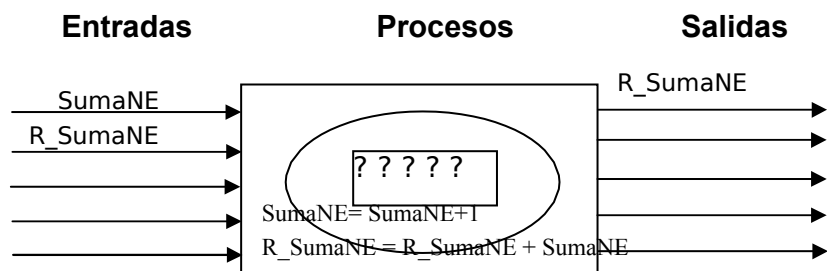 Entradas Procesos Salidas
SumaNE
R_SumaNE
R_SumaNE
? ? ? ? ?
SumaNE= SumaNE+1
R_SumaNE = R_SumaNE + SumaNE